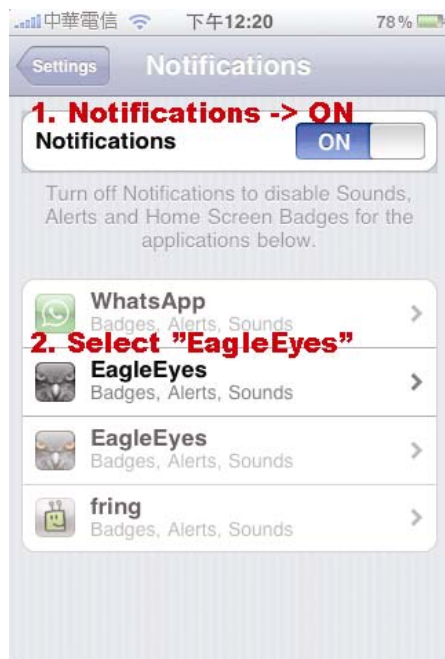 中華電信 下午12:20 78%
Settings Notifications
1. Notifications -> ON
Notifications ON
Turn off Notifications to disable Sounds,
Alerts and Home Screen Badges for the
applications below.
WhatsApp
Badges, Alerts, Sounds
2. Select ”EagleEyes”
EagleEyes
Badges, Alerts, Sounds
EagleEyes
Badges, Alerts, Sounds
fring
Badges, Alerts, Sounds